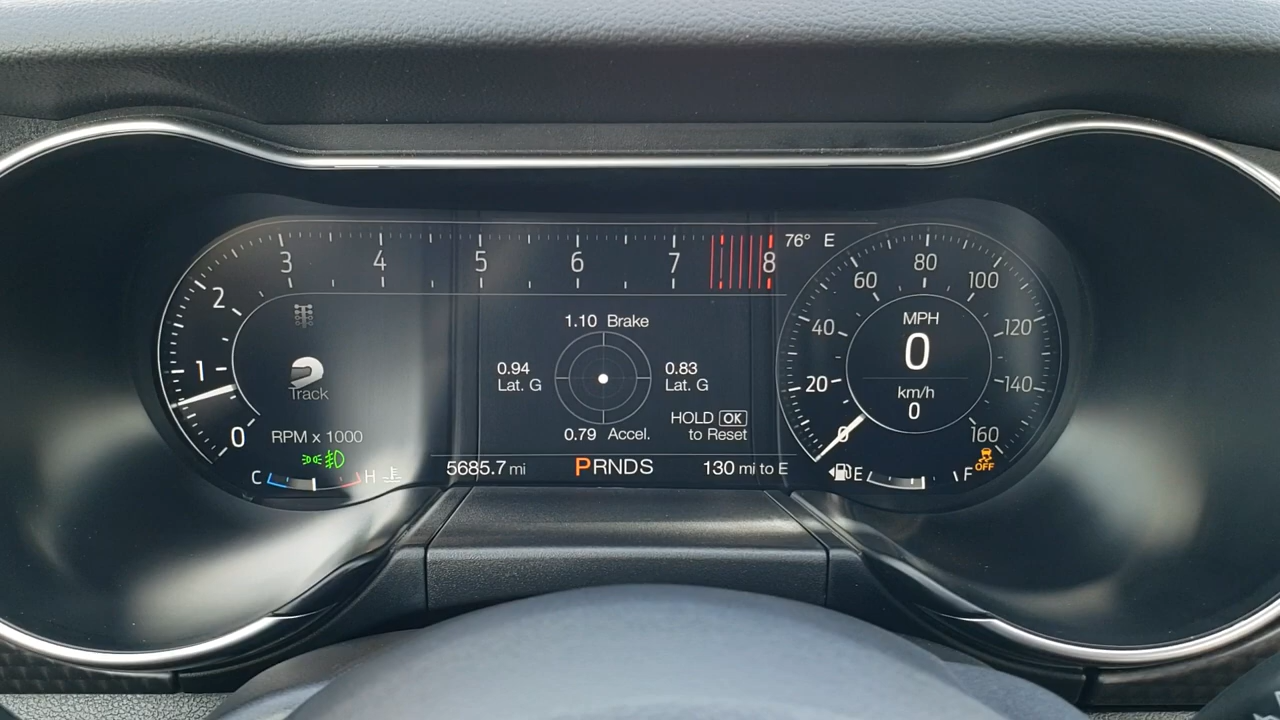 3 4 5 6 7 8
76° E
2
1
0
Track
RPM x 1000
C H
1.10 Brake
0.94
Lat. G
0.83
Lat. G
HOLD OK
to Reset
0.79 Accel.
5685.7 mi
PRNDS
130 mi to E
0 20 40 60 80 100 120 140 160
MPH
0
km/h
0
E F
OFF